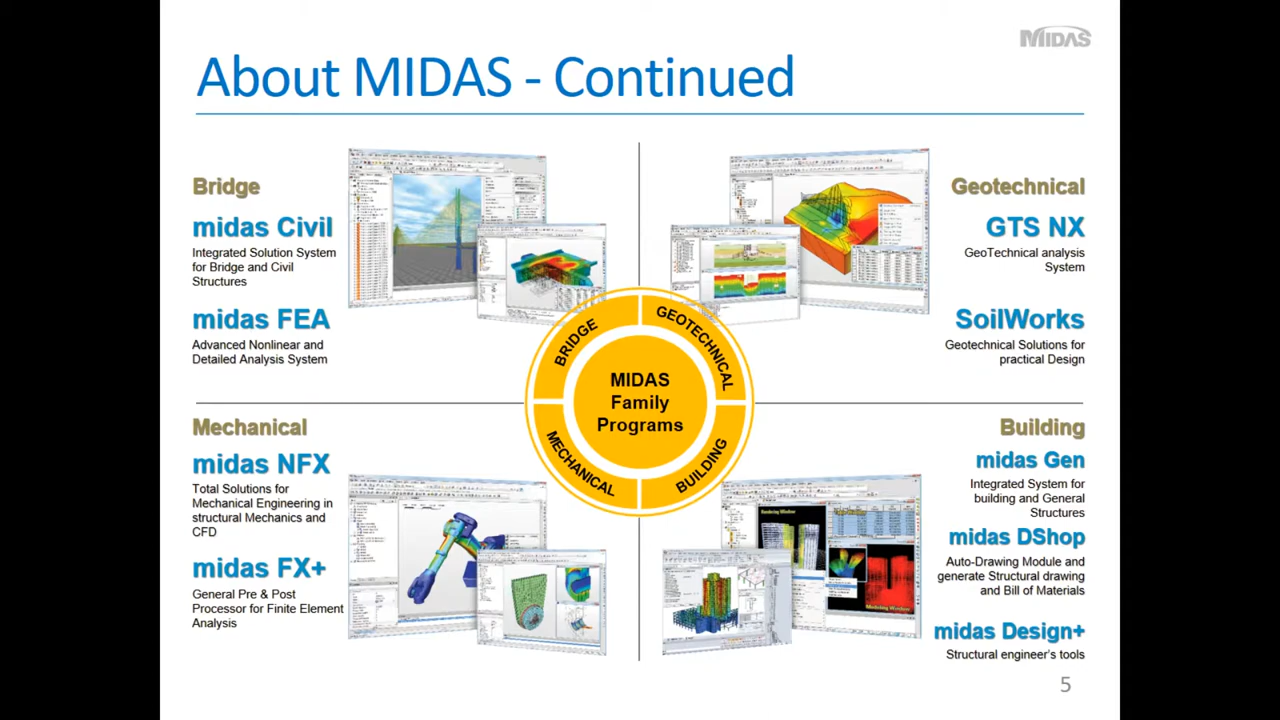 MIDAS
About MIDAS - Continued
Bridge
midas Civil
Integrated Solution System
for Bridge and Civil
Structures
midas FEA
Advanced Nonlinear and
Detailed Analysis System
Geotechnical
GTS NX
GeoTechnical analysis
System
SoilWorks
Geotechnical Solutions for
practical Design
BRIDGE
GEOTECHNICAL
MIDAS
Family
Programs
MECHANICAL
BUILDING
Mechanical
midas NFX
Total Solutions for
Mechanical Engineering in
structural Mechanics and
CFD
midas FX+
General Pre & Post
Processor for Finite Element
Analysis
Building
midas Gen
Integrated System for
building and General
Structures
midas DShop
Auto-Drawing Module and
generate Structural drawing
and Bill of Materials
midas Design+
Structural engineer's tools
Rendering Window
Modeling Window
5